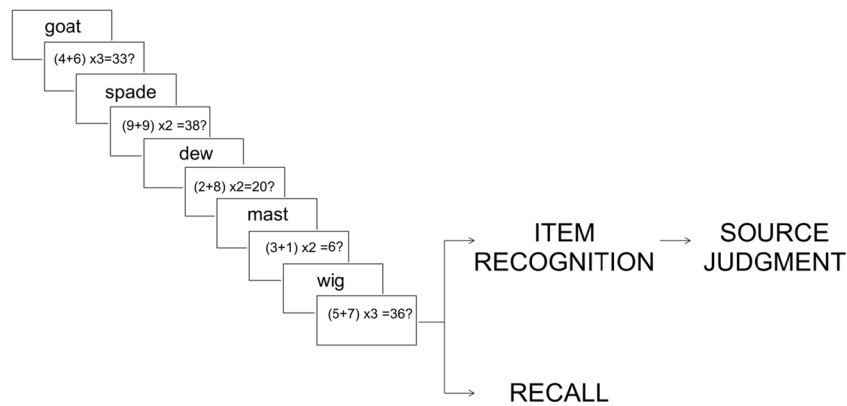 goat
(4+6) x3=33?
spade
(9+9) x2 =38?
dew
(2+8) x2=20?
mast
(3+1) x2 =6?
wig
(5+7) x3 =36?
ITEM
RECOGNITION
SOURCE
JUDGMENT
RECALL